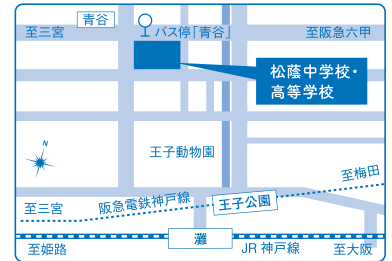 青谷
至三宮
バス停「青谷」
至阪急六甲
松蔭中学校・
高等学校
N
王子動物園
至梅田
王子公園
阪急電鉄神戸線
至三宮
灘
至姫路
JR 神戸線
至大阪